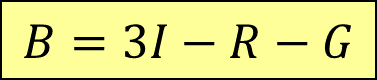 B = 3I − R − G